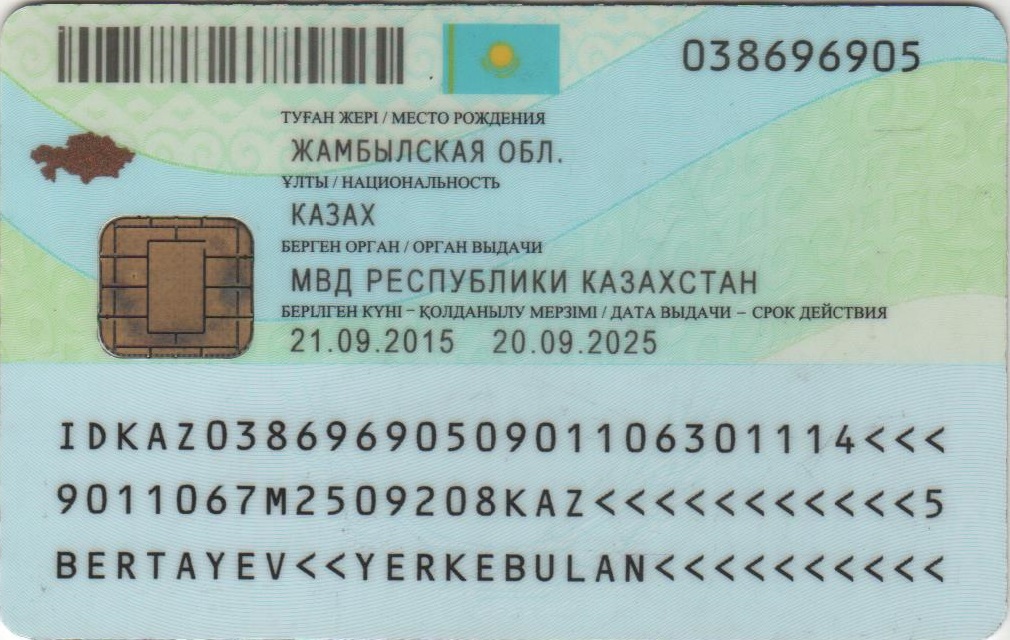 038696905
ТУҒАН ЖЕРІ / МЕСТО РОЖДЕНИЯ
ЖАМБЫЛСКАЯ ОБЛ.
ҰЛТЫ / НАЦИОНАЛЬНОСТЬ
КАЗАХ
БЕРГЕН ОРГАН / ОРГАН ВЫДАЧИ
МВД РЕСПУБЛИКИ КАЗАХСТАН
БЕРІЛГЕН КҮНІ – ҚОЛДАНЫЛУ МЕРЗІМІ / ДАТА ВЫДАЧИ – СРОК ДЕЙСТВИЯ
21.09.2015 20.09.2025
IDKAZ0386969050901106301114<<<
9011067M2509208KAZ<<<<<<<<<<<5
BERTAYEV<<YERKEBULAN<<<<<<<<<<